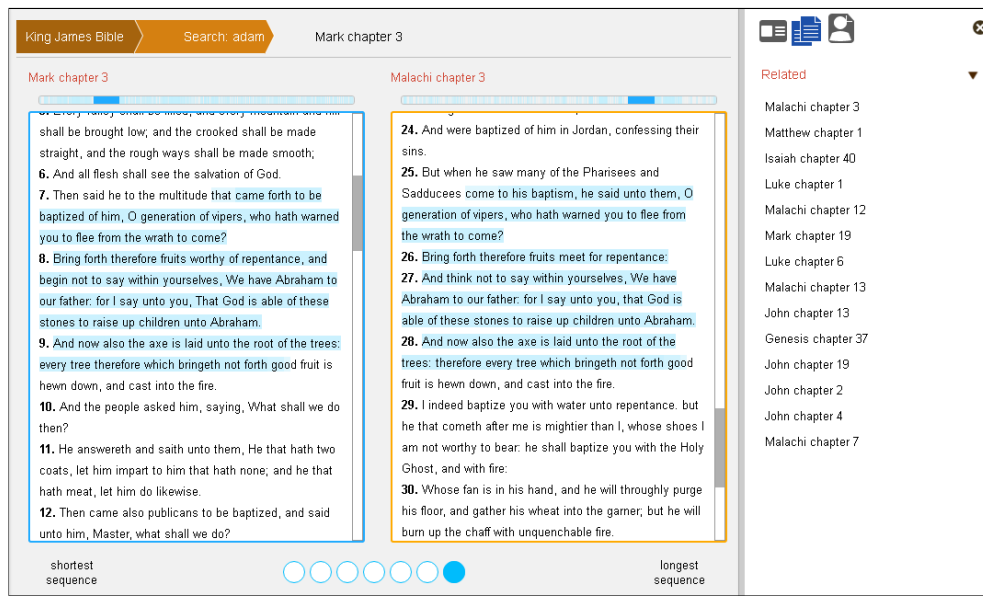 King James Bible
Search: adam
Mark chapter 3
Mark chapter 3
shall be brought low; and the crooked shall be made
straight, and the rough ways shall be made smooth;
6. And all flesh shall see the salvation of God.
7. Then said he to the multitude that came forth to be
baptized of him, O generation of vipers, who hath warned
you to flee from the wrath to come?
8. Bring forth therefore fruits worthy of repentance, and
begin not to say within yourselves, We have Abraham to
our father: for I say unto you, That God is able of these
stones to raise up children unto Abraham.
9. And now also the axe is laid unto the root of the trees:
every tree therefore which bringeth not forth good fruit is
hewn down, and cast into the fire.
10. And the people asked him, saying, What shall we do
then?
11. He answereth and saith unto them, He that hath two
coats, let him impart to him that hath none; and he that
hath meat, let him do likewise.
12. Then came also publicans to be baptized, and said
unto him, Master, what shall we do?
Malachi chapter 3
24. And were baptized of him in Jordan, confessing their
sins.
25. But when he saw many of the Pharisees and
Sadducees come to his baptism, he said unto them, O
generation of vipers, who hath warned you to flee from
the wrath to come?
26. Bring forth therefore fruits meet for repentance:
27. And think not to say within yourselves, We have
Abraham to our father: for I say unto you, that God is
able of these stones to raise up children unto Abraham.
28. And now also the axe is laid unto the root of the
trees: therefore every tree which bringeth not forth good
fruit is hewn down, and cast into the fire.
29. I indeed baptize you with water unto repentance. but
he that cometh after me is mightier than I, whose shoes I
am not worthy to bear: he shall baptize you with the Holy
Ghost, and with fire:
30. Whose fan is in his hand, and he will throughly purge
his floor, and gather his wheat into the garner; but he will
burn up the chaff with unquenchable fire.
shortest
sequence
longest
sequence
Related
Malachi chapter 3
Matthew chapter 1
Isaiah chapter 40
Luke chapter 1
Malachi chapter 12
Mark chapter 19
Luke chapter 6
Malachi chapter 13
John chapter 13
Genesis chapter 37
John chapter 19
John chapter 2
John chapter 4
Malachi chapter 7